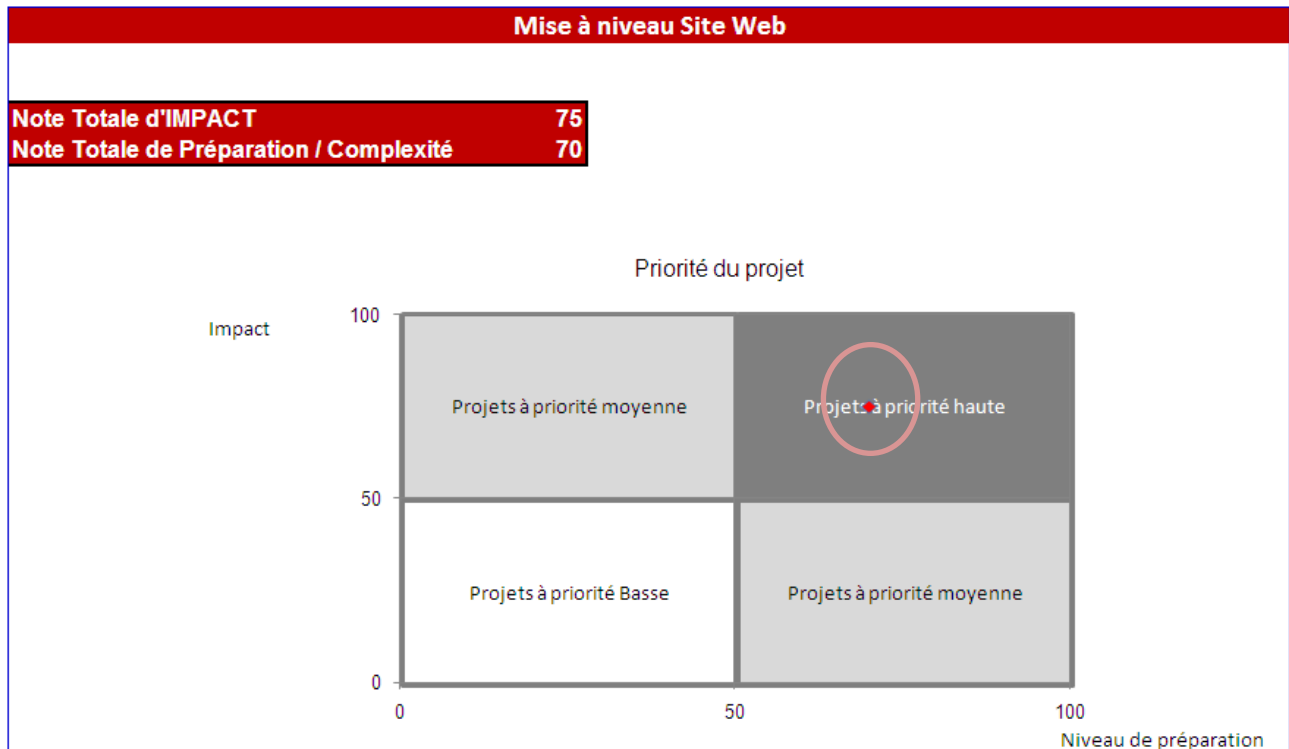 Mise à niveau Site Web
Note Totale d'IMPACT 75
Note Totale de Préparation / Complexité 70
Priorité du projet
Impact
100
Projets à priorité moyenne
Projets à priorité haute
50
Projets à priorité Basse
Projets à priorité moyenne
0
0 50 100
Niveau de préparation